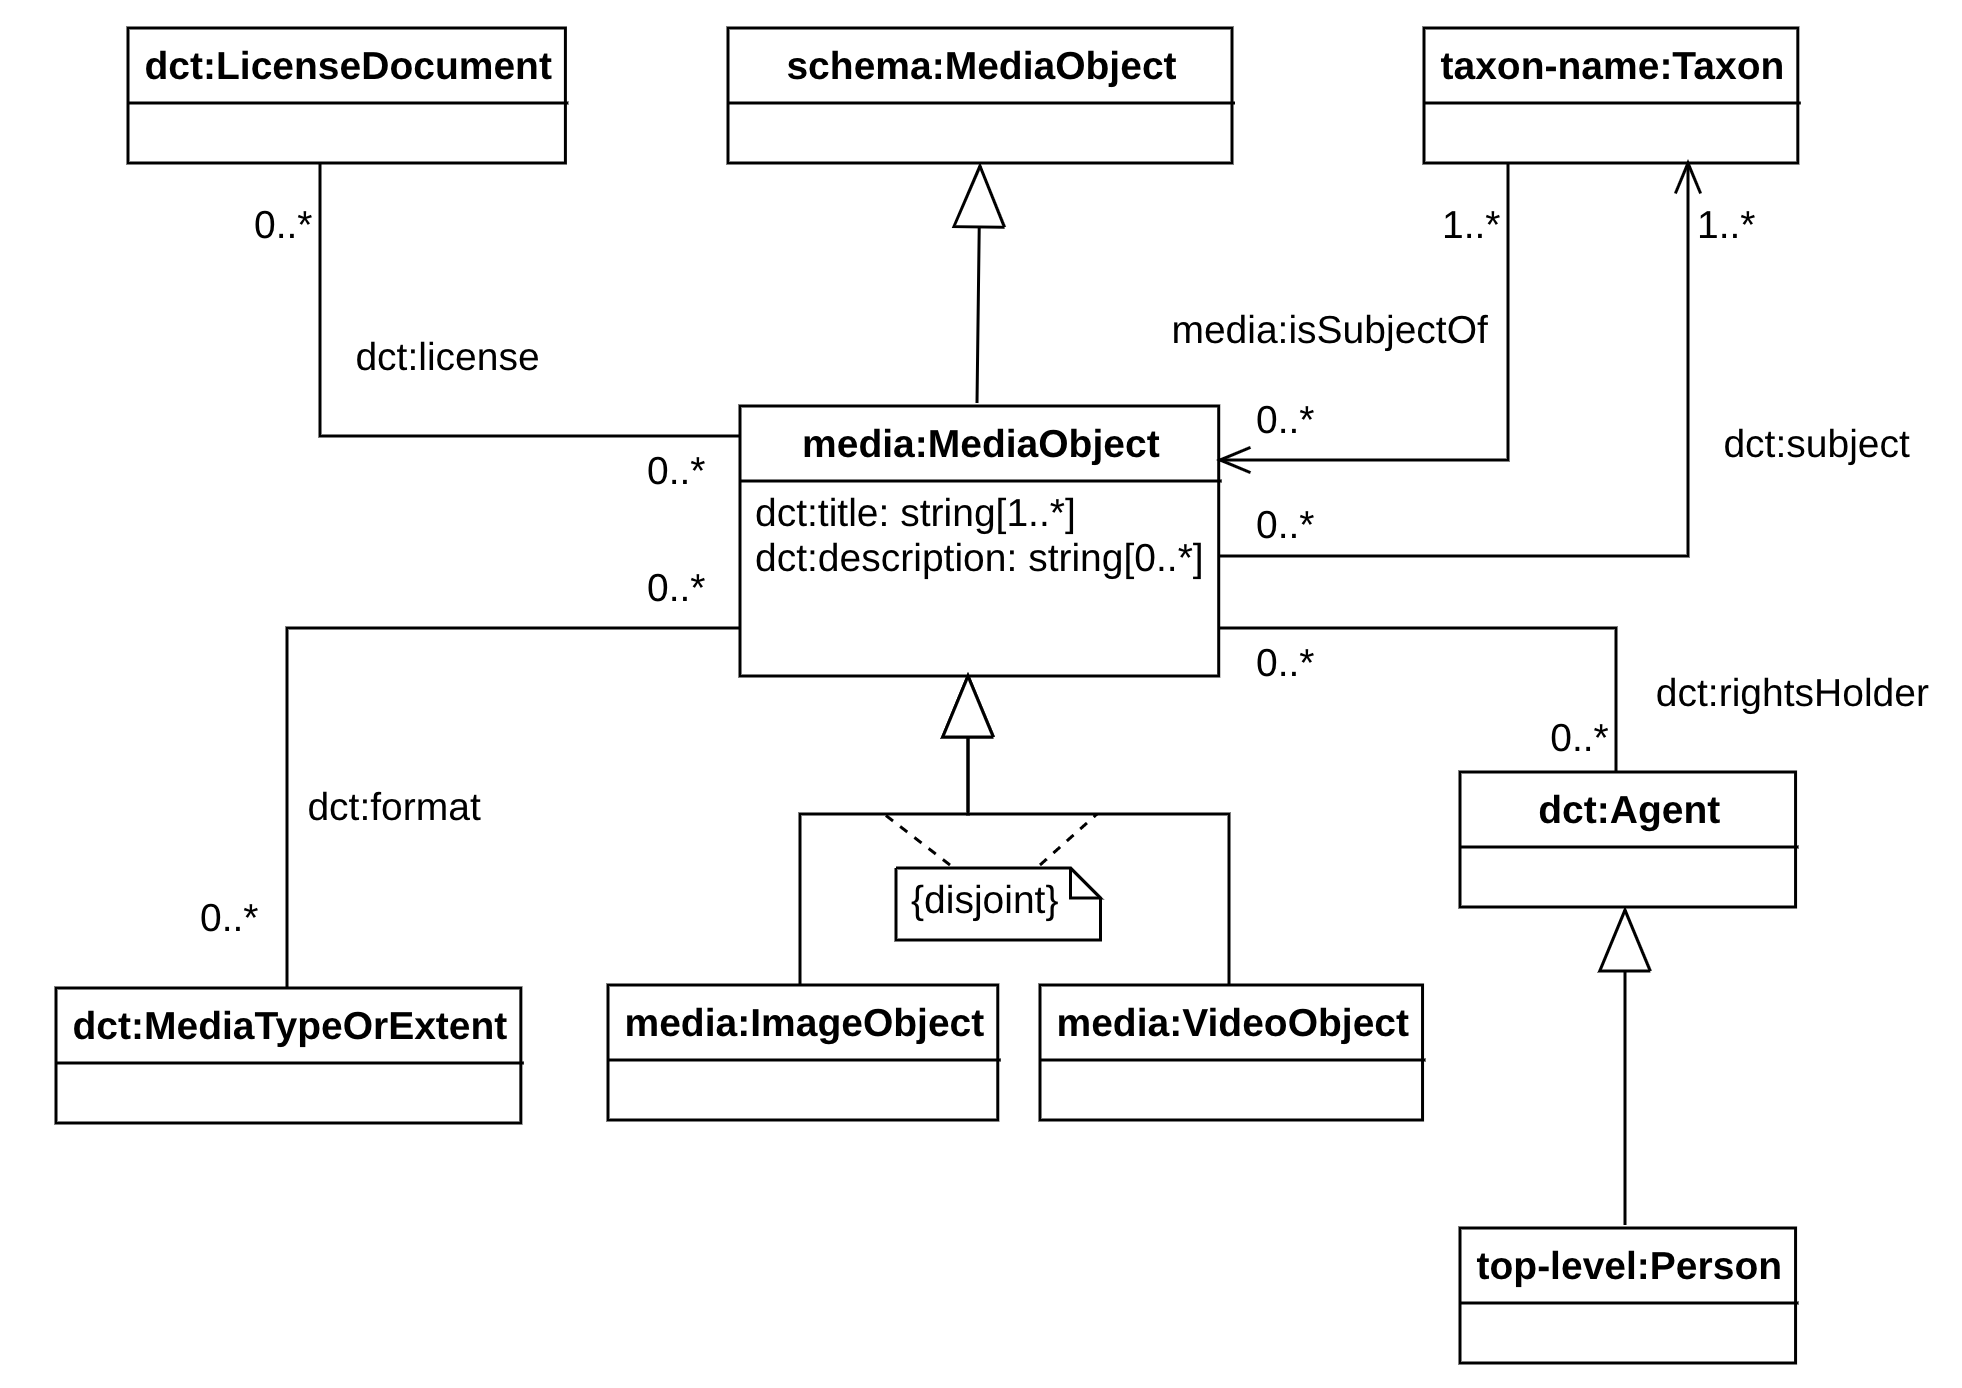 dct:LicenseDocument
schema:MediaObject
taxon-name:Taxon
0..*
1..*
1..*
media:isSubjectOf
dct:license
0..*
media:MediaObject
dct:subject
0..*
dct:title: string[1..*]
0..*
dct:description: string[0..*]
0..*
0..*
dct:rightsHolder
0..*
dct:format
dct:Agent
{disjoint}
0..*
dct:MediaTypeOrExtent
media:ImageObject
media:VideoObject
top-level:Person